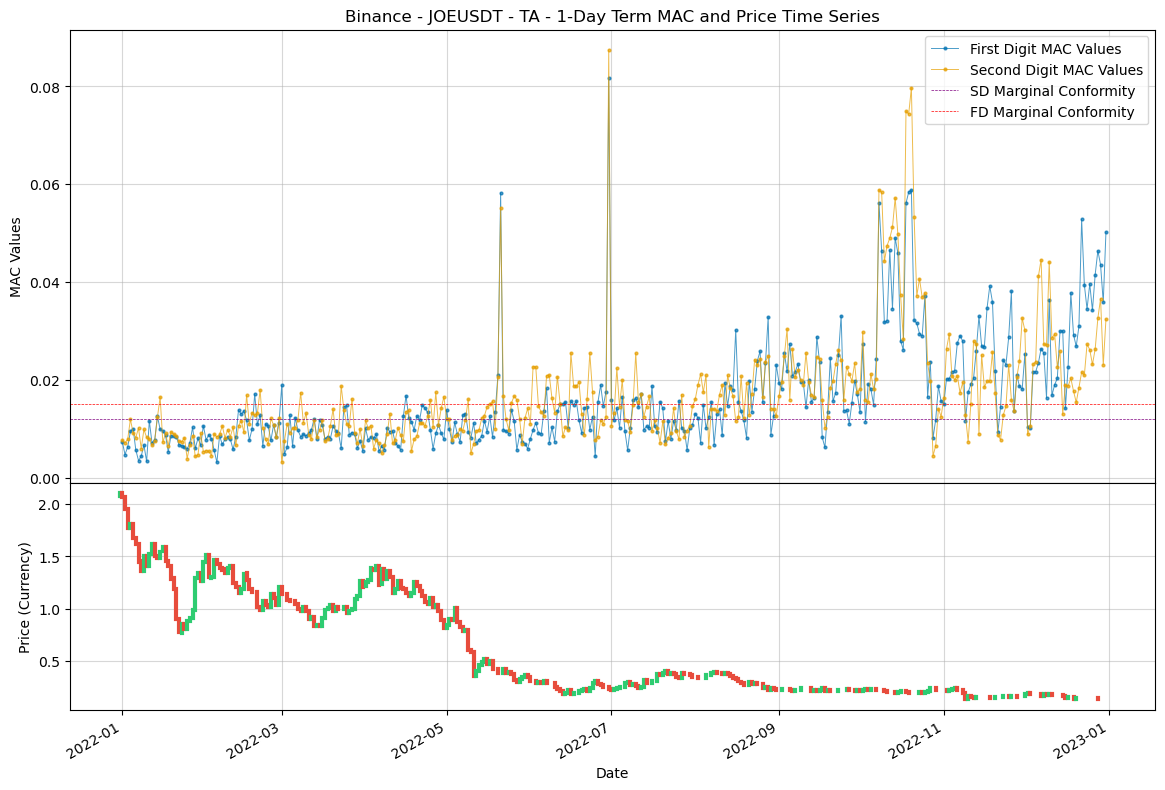 Binance - JOEUSDT - TA - 1-Day Term MAC and Price Time Series
First Digit MAC Values
Second Digit MAC Values
SD Marginal Conformity
FD Marginal Conformity
MAC Values
0.08
0.06
0.04
0.02
0.00
Price (Currency)
2.0
1.5
1.0
0.5
2022-01
2022-03
2022-05
2022-07
2022-09
2022-11
2023-01
Date